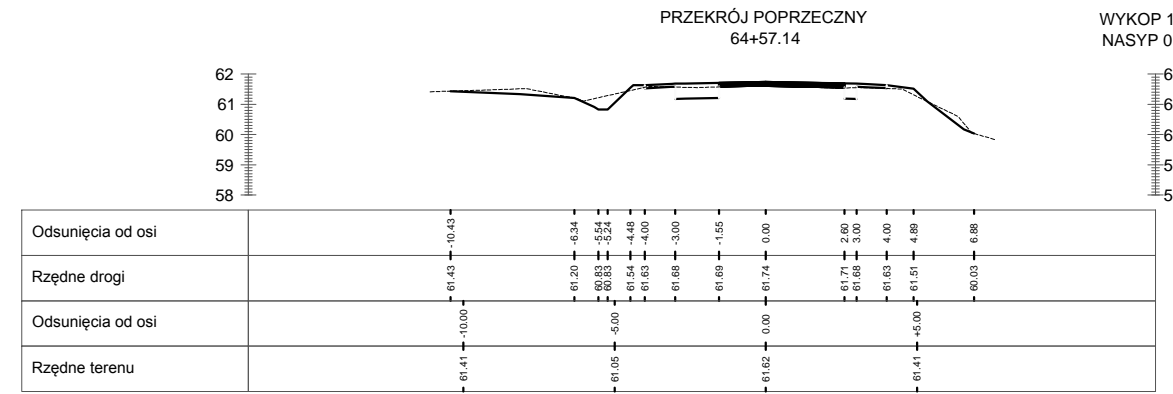 PRZEKRÓJ POPRZECZNY
64+57.14
WYKOP 1
NASYP 0
62
61
60
59
58
6
6
6
5
5
Odsunięcia od osi -10.43 -6.34 -5.54 -5.24 -4.48 -4.00 -3.00 -1.55 0.00 2.60 3.00 4.00 4.89 6.88
Rzędne drogi 61.43 61.20 60.83 60.83 61.54 61.63 61.68 61.69 61.74 61.71 61.68 61.63 61.51 60.03
Odsunięcia od osi -10.00 -5.00 0.00 +5.00
Rzędne terenu 61.41 61.05 61.62 61.41